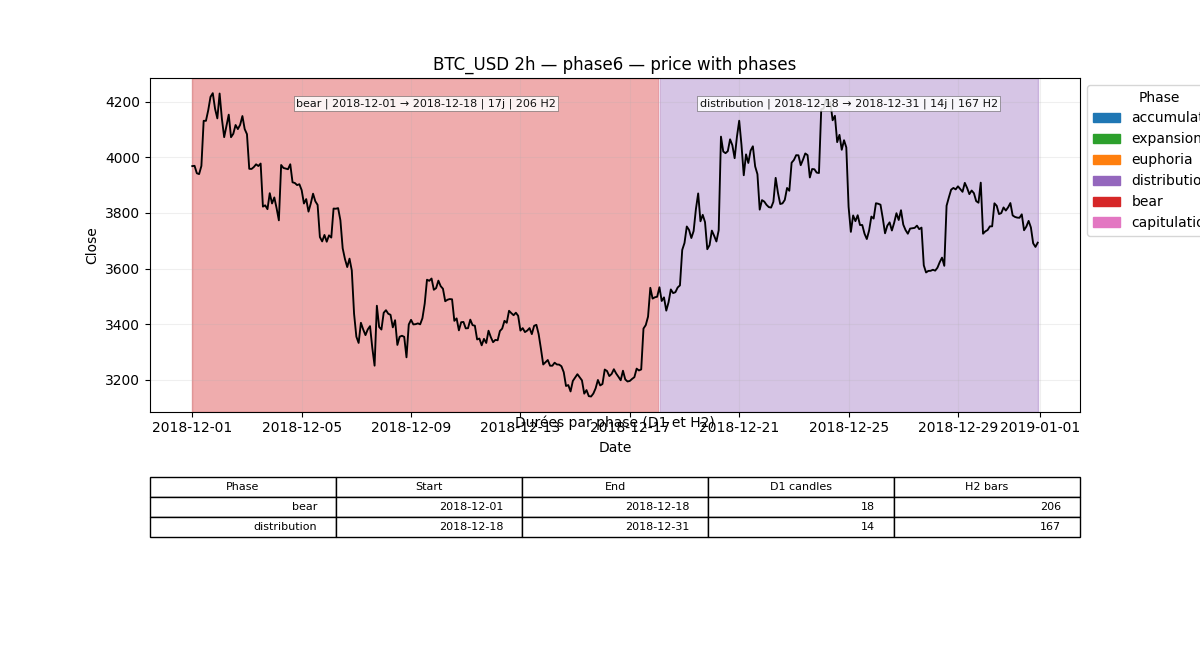 BTC_USD 2h — phase6 — price with phases
bear | 2018-12-01 → 2018-12-18 | 17j | 206 H2
distribution | 2018-12-18 → 2018-12-31 | 14j | 167 H2
Phase
accumulat
expansion
euphoria
distributio
bear
capitulatio
Close
4200
4000
3800
3600
3400
3200
Durées par phase (D1 et H2)
2018-12-01 2018-12-05 2018-12-09 2018-12-13 2018-12-17 2018-12-21 2018-12-25 2018-12-29 2019-01-01
Date
Phase Start End D1 candles H2 bars
bear 2018-12-01 2018-12-18 18 206
distribution 2018-12-18 2018-12-31 14 167